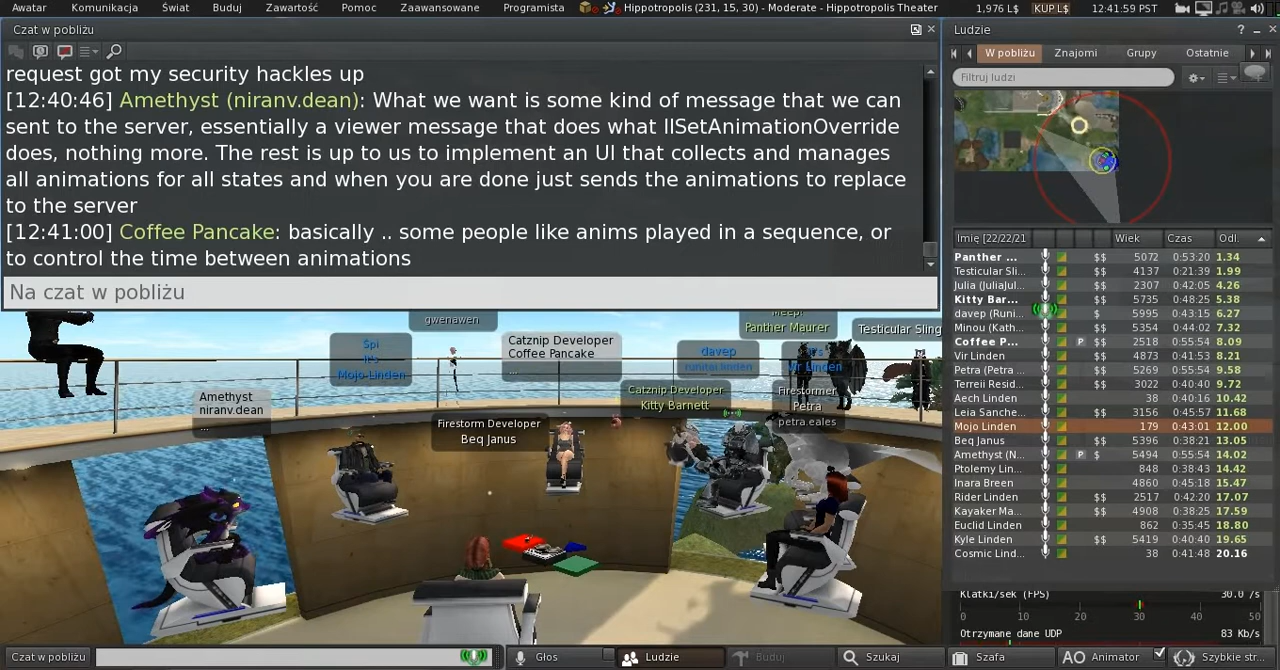 Awatar Komunikacja Świat Buduj Zawartość Pomoc Zaawansowane Programista Hippotropolis (231, 15, 30) - Moderate - Hippotropolis Theater 1,976 L$ KUP L$ 12:41:59 PST
Czat w pobliżu
request got my security hackles up
[12:40:46] Amethyst (niranv.dean): What we want is some kind of message that we can
sent to the server, essentially a viewer message that does what llSetAnimationOverride
does, nothing more. The rest is up to us to implement an UI that collects and manages
all animations for all states and when you are done just sends the animations to replace
to the server
[12:41:00] Coffee Pancake: basically .. some people like anims played in a sequence, or
to control the time between animations
Na czat w pobliżu
gwenawen
Spi
Mojo Linden
Catznip Developer
Coffee Pancake
...
davep
Panther Maurer
Testicular Sling
Vir Linden
Catznip Developer
Kitty Barnett
Firestormer
Petra
petra.eales
Amethyst
niranv.dean
...
Firestorm Developer
Beq Janus
Ludzie
W pobliżu Znajomi Grupy Ostatnie
Filtruj ludzi
Imię [22/22/21 Wiek Czas Odl.
Panther ... $$ 5072 0:53:20 1.34
Testicular Sli... $$ 4137 0:21:39 1.99
Julia (JuliaJul... $$ 2307 0:42:05 4.26
Kitty Bar... $$ 5735 0:48:25 5.38
davep (Runi... $ 5995 0:43:15 6.27
Minou (Kath... $$ 5354 0:44:02 7.32
Coffee P... P $$ 2518 0:55:54 8.09
Vir Linden $$ 4873 0:41:53 8.21
Petra (Petra ... $$ 5269 0:55:54 9.58
Terreii Resid... $$ 3022 0:40:40 9.72
Aech Linden 38 0:40:16 10.42
Leia Sanche... $$ 3156 0:45:57 11.68
Mojo Linden 179 0:43:01 12.00
Beq Janus $$ 5396 0:38:21 13.05
Amethyst (N... P $ 5494 0:55:54 14.02
Ptolemy Lin... 848 0:38:43 14.42
Inara Breen 4860 0:45:18 15.47
Rider Linden $$ 2517 0:42:20 17.07
Kayaker Ma... $$ 4908 0:38:25 17.59
Euclid Linden 862 0:35:45 18.80
Kyle Linden $$ 5419 0:40:40 19.65
Cosmic Lind... 38 0:41:48 20.16
Klatki/sek (FPS) 30.0 /s
0 10 20 30 40 50
Otrzymane dane UDP 83 Kb/s
Czat w pobliżu Głos Ludzie Buduj Szukaj Szafa AO Animator Szybkie str...